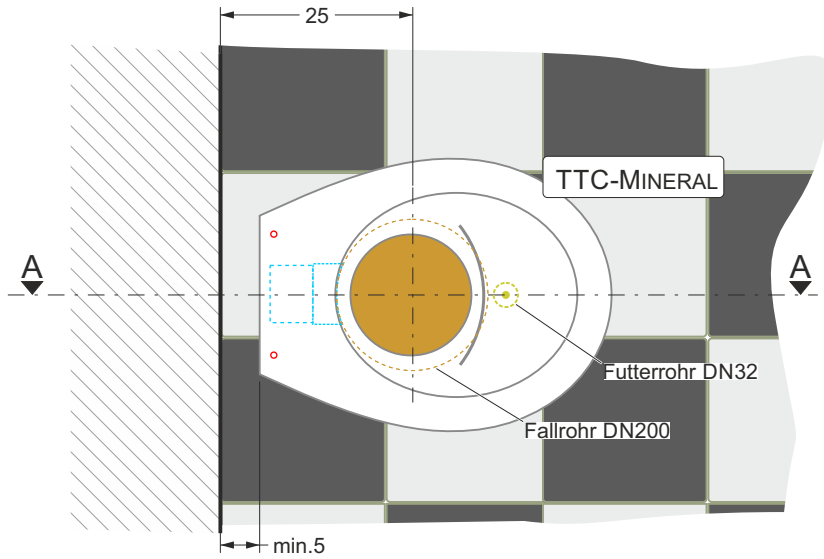 25
TTC-MINERAL
A
A
Futterrohr DN32
Fallrohr DN200
min.5